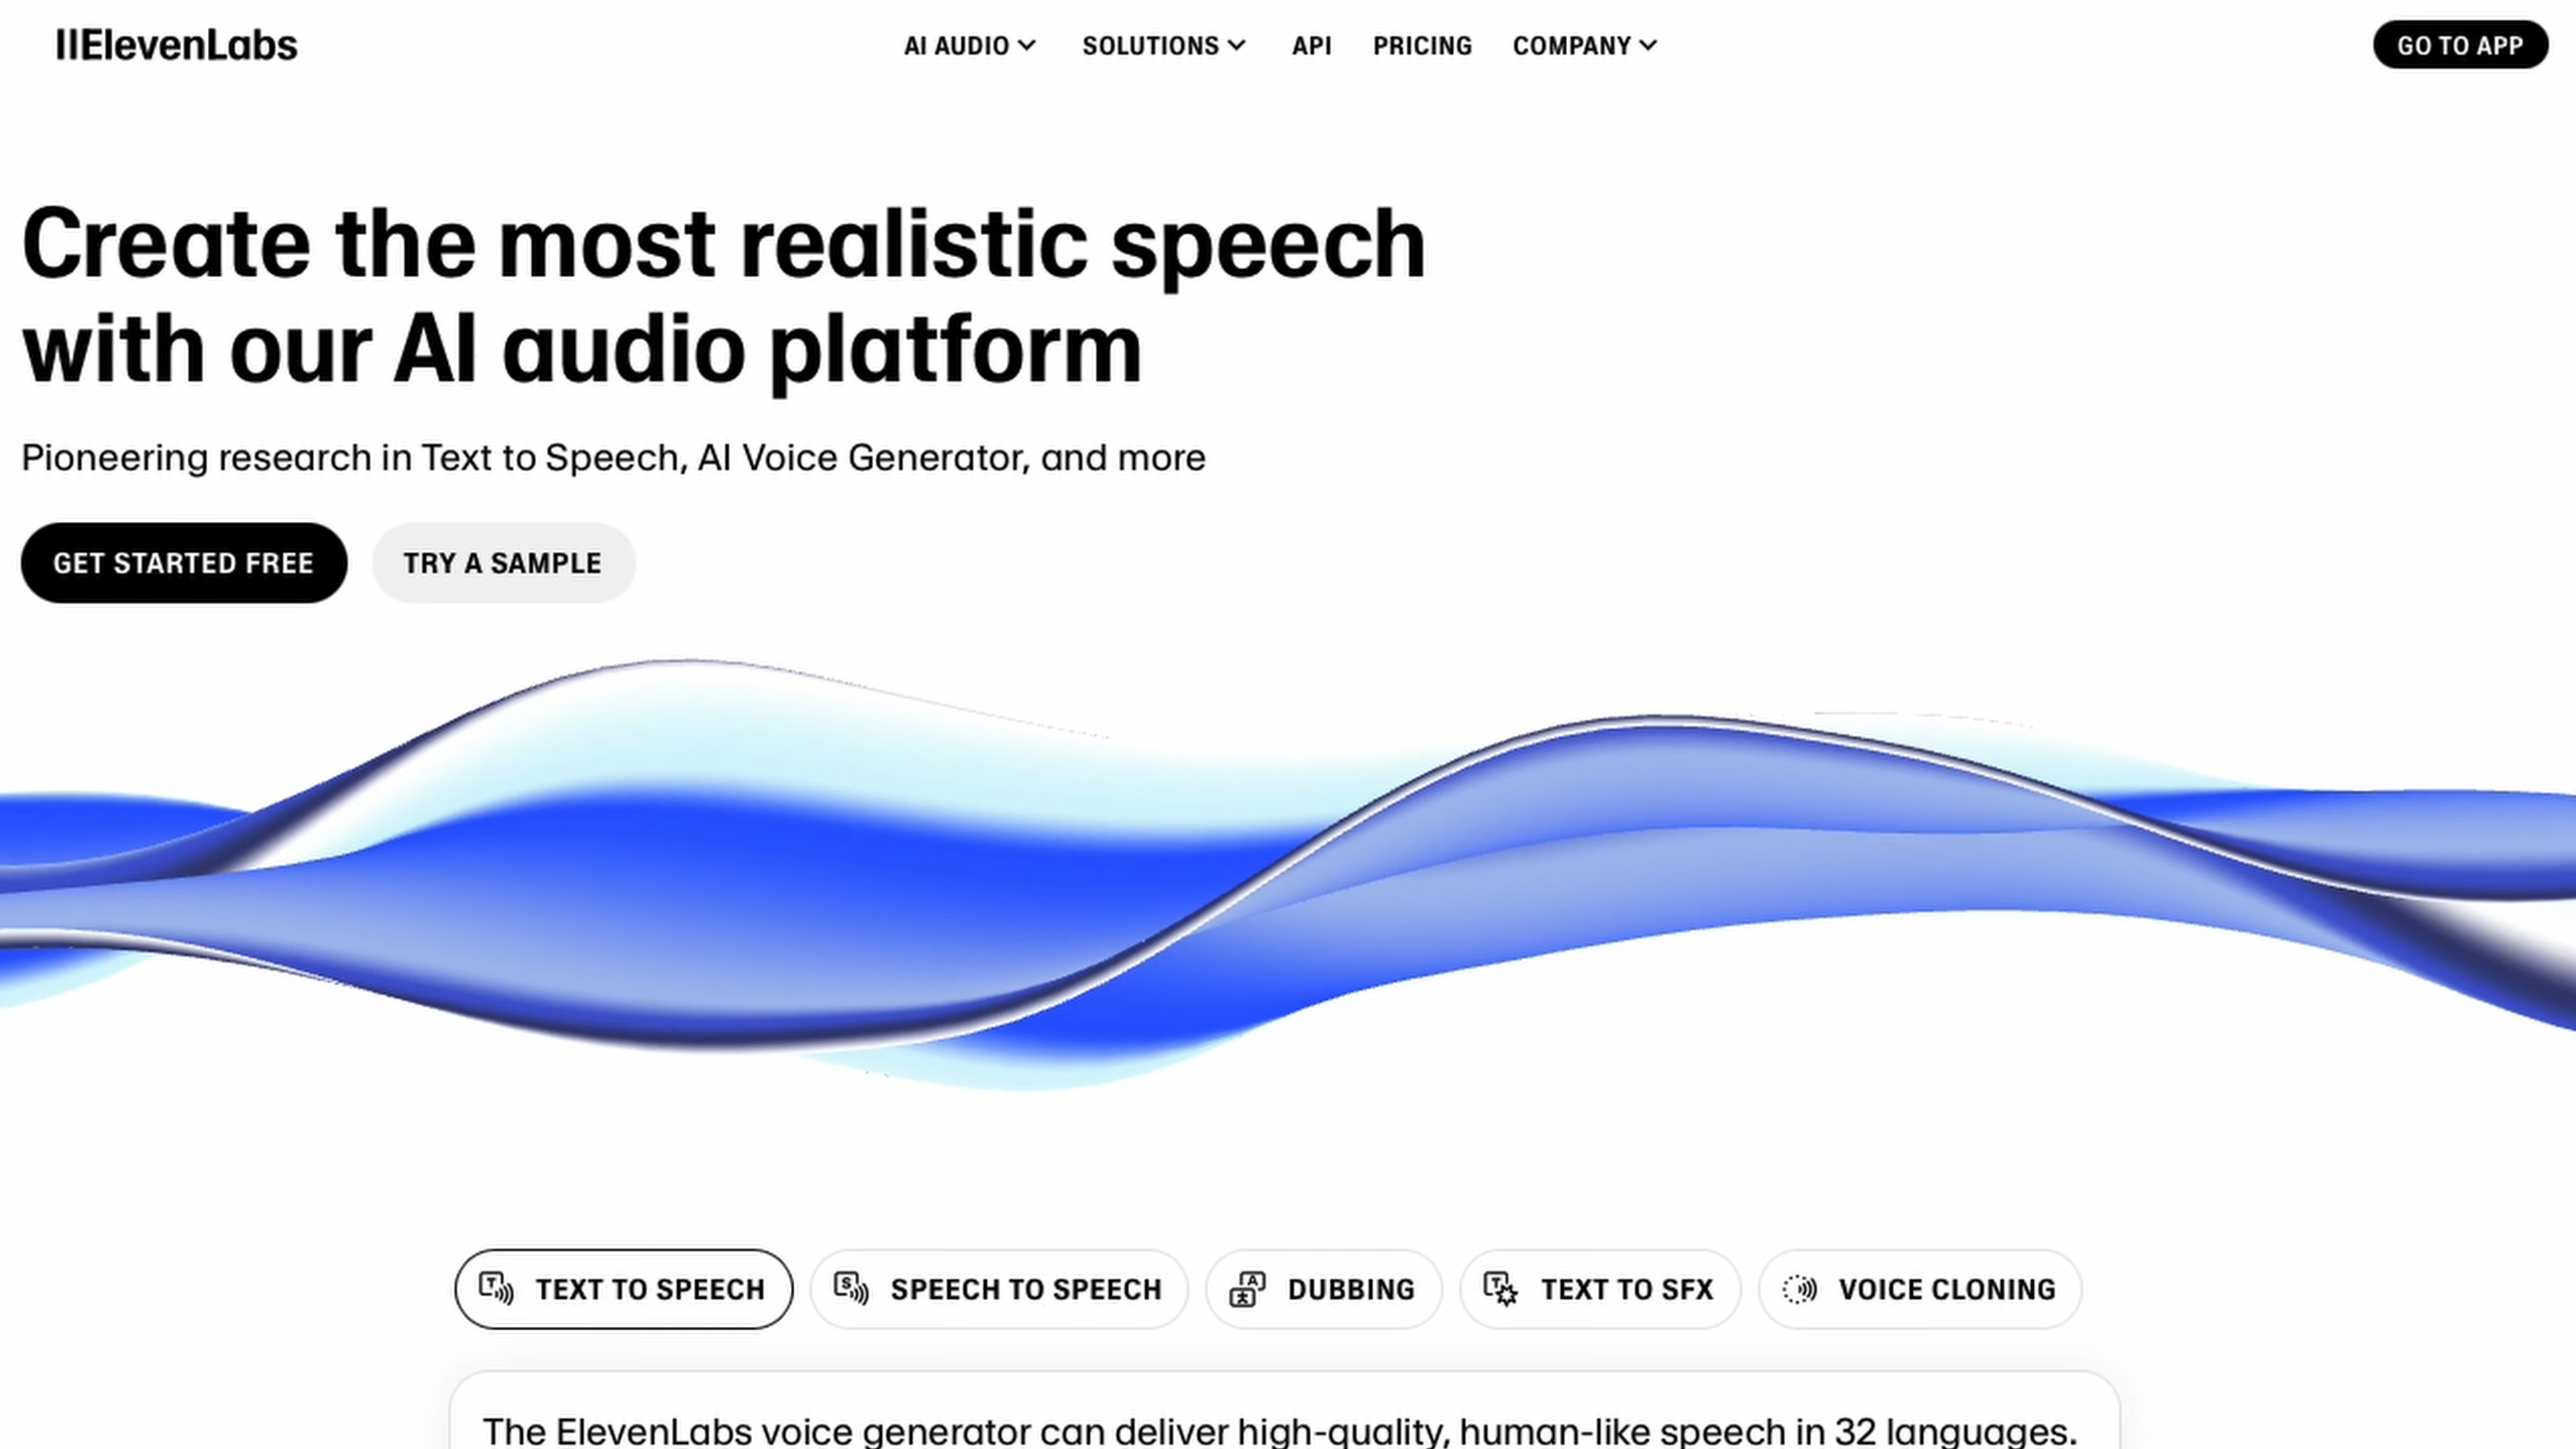 IIElevenLabs
AI AUDIO
SOLUTIONS
API
PRICING
COMPANY
GO TO APP
Create the most realistic speech
with our AI audio platform
Pioneering research in Text to Speech, AI Voice Generator, and more
GET STARTED FREE
TRY A SAMPLE
TEXT TO SPEECH
SPEECH TO SPEECH
DUBBING
TEXT TO SFX
VOICE CLONING
The ElevenLabs voice generator can deliver high-quality, human-like speech in 32 languages.